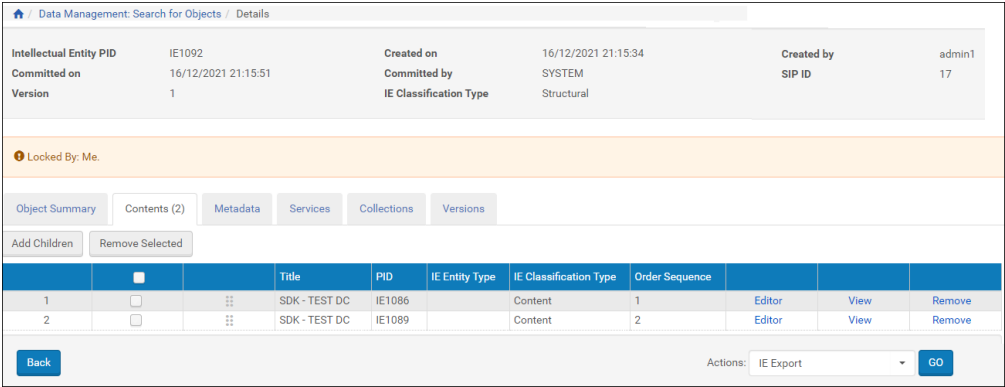 / Data Management: Search for Objects / Details
Intellectual Entity PID IE1092 Created on 16/12/2021 21:15:34 Created by admin1
Committed on 16/12/2021 21:15:51 Committed by SYSTEM SIP ID 17
Version 1 IE Classification Type Structural
Locked By: Me.
Object Summary Contents (2) Metadata Services Collections Versions
Add Children Remove Selected
Title PID IE Entity Type IE Classification Type Order Sequence
1 SDK - TEST DC IE1086 Content 1 Editor View Remove
2 SDK - TEST DC IE1089 Content 2 Editor View Remove
Back Actions: IE Export GO